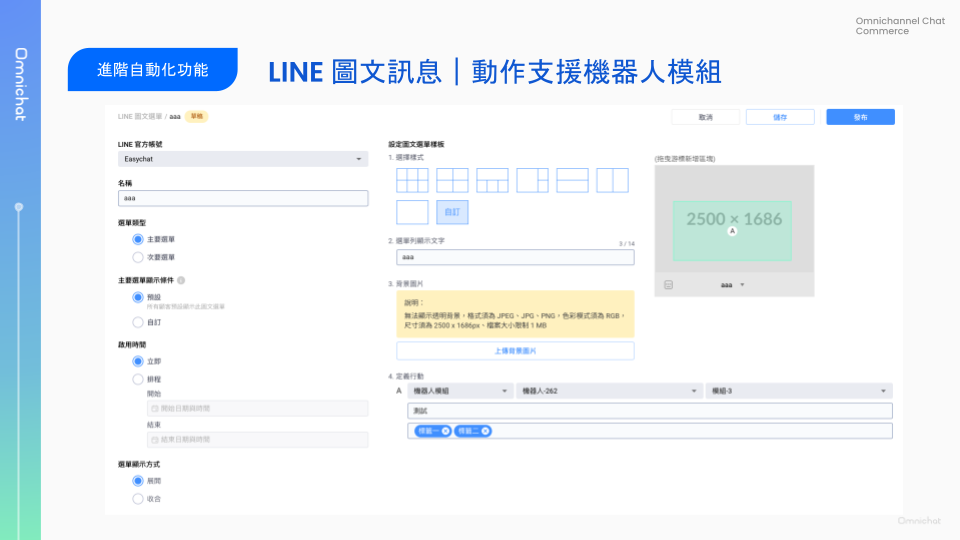 Omnichannel Chat
Commerce
Omnichat
進階自動化功能
LINE 圖文訊息｜動作支援機器人模組
LINE 圖文選單 / aaa 草稿
取消
儲存
發布
LINE 官方帳號
Easychat
名稱
aaa
選單類型
主要選單
次要選單
主要選單顯示條件
預設
所有顧客預設顯示此圖文選單
自訂
啟用時間
立即
排程
開始
開始日期與時間
結束
結束日期與時間
選單顯示方式
展開
收合
設定圖文選單樣板
1. 選擇樣式
自訂
2. 選單列顯示文字
3 / 14
aaa
3. 背景圖片
說明：
無法顯示透明背景，格式須為 JPEG、JPG、PNG，色彩模式須為 RGB，
尺寸須為 2500 x 1686px、檔案大小限制 1 MB
上傳背景圖片
4. 定義行動
A 機器人模組 機器人-262 模組-3
測試
標籤一 標籤二
(拖曳游標新增區塊)
2500 × 1686
A
aaa
Omnichat